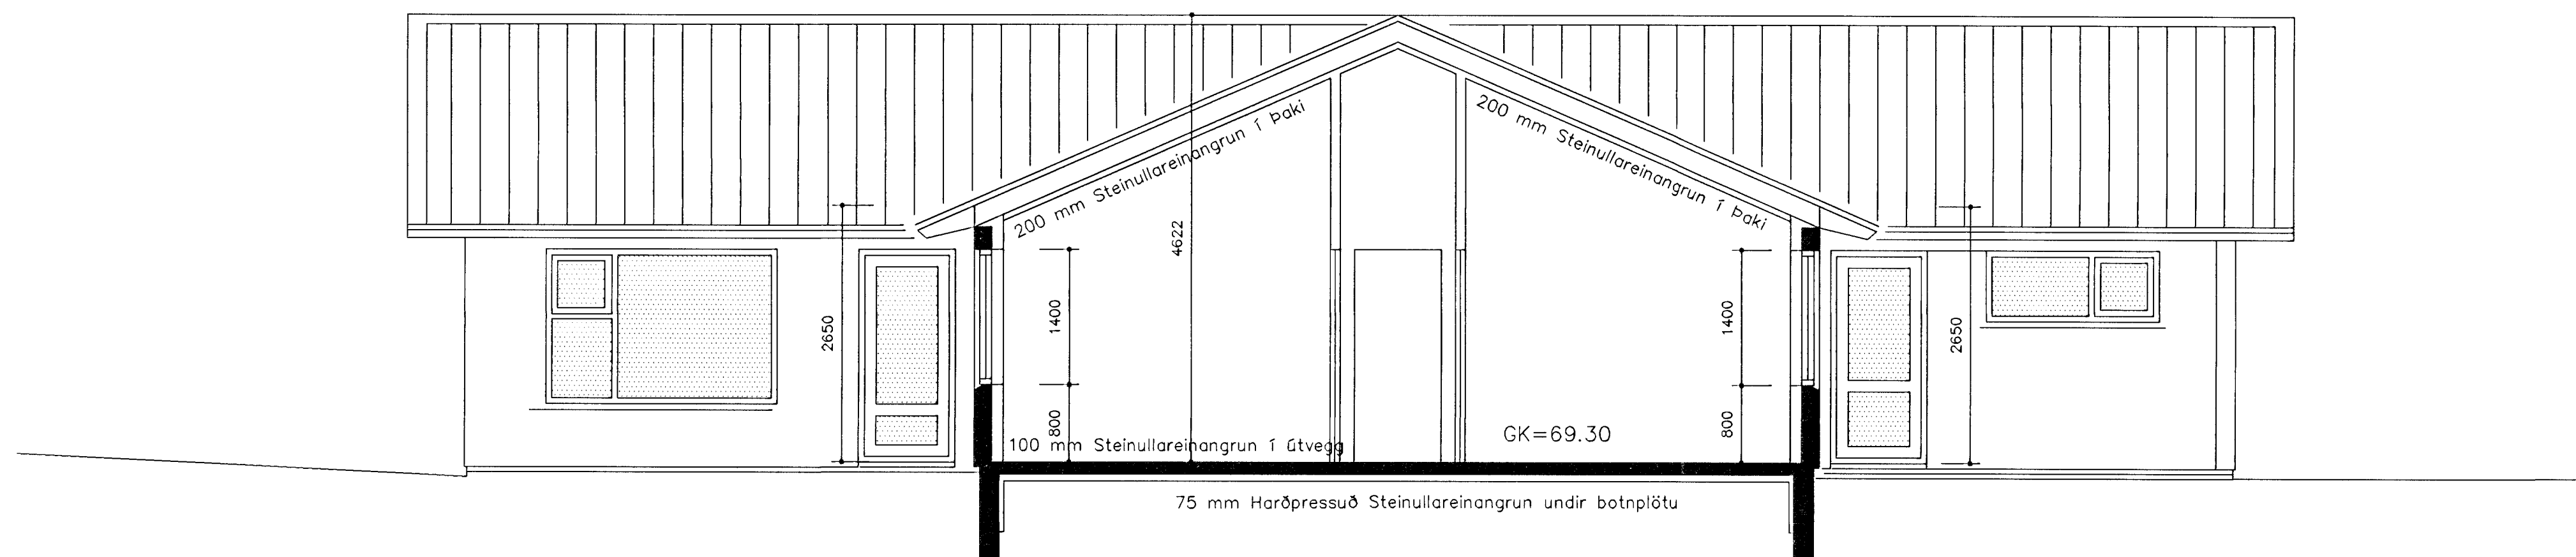 200 mm Steinullareinangrun í Þaki
200 mm Steinullareinangrun í Þaki
4622
2650
1400
800
1400
800
2650
100 mm Steinullareinangrun í útvegg
GK=69.30
75 mm Harðpressuð Steinullareinangrun undir botnplötu